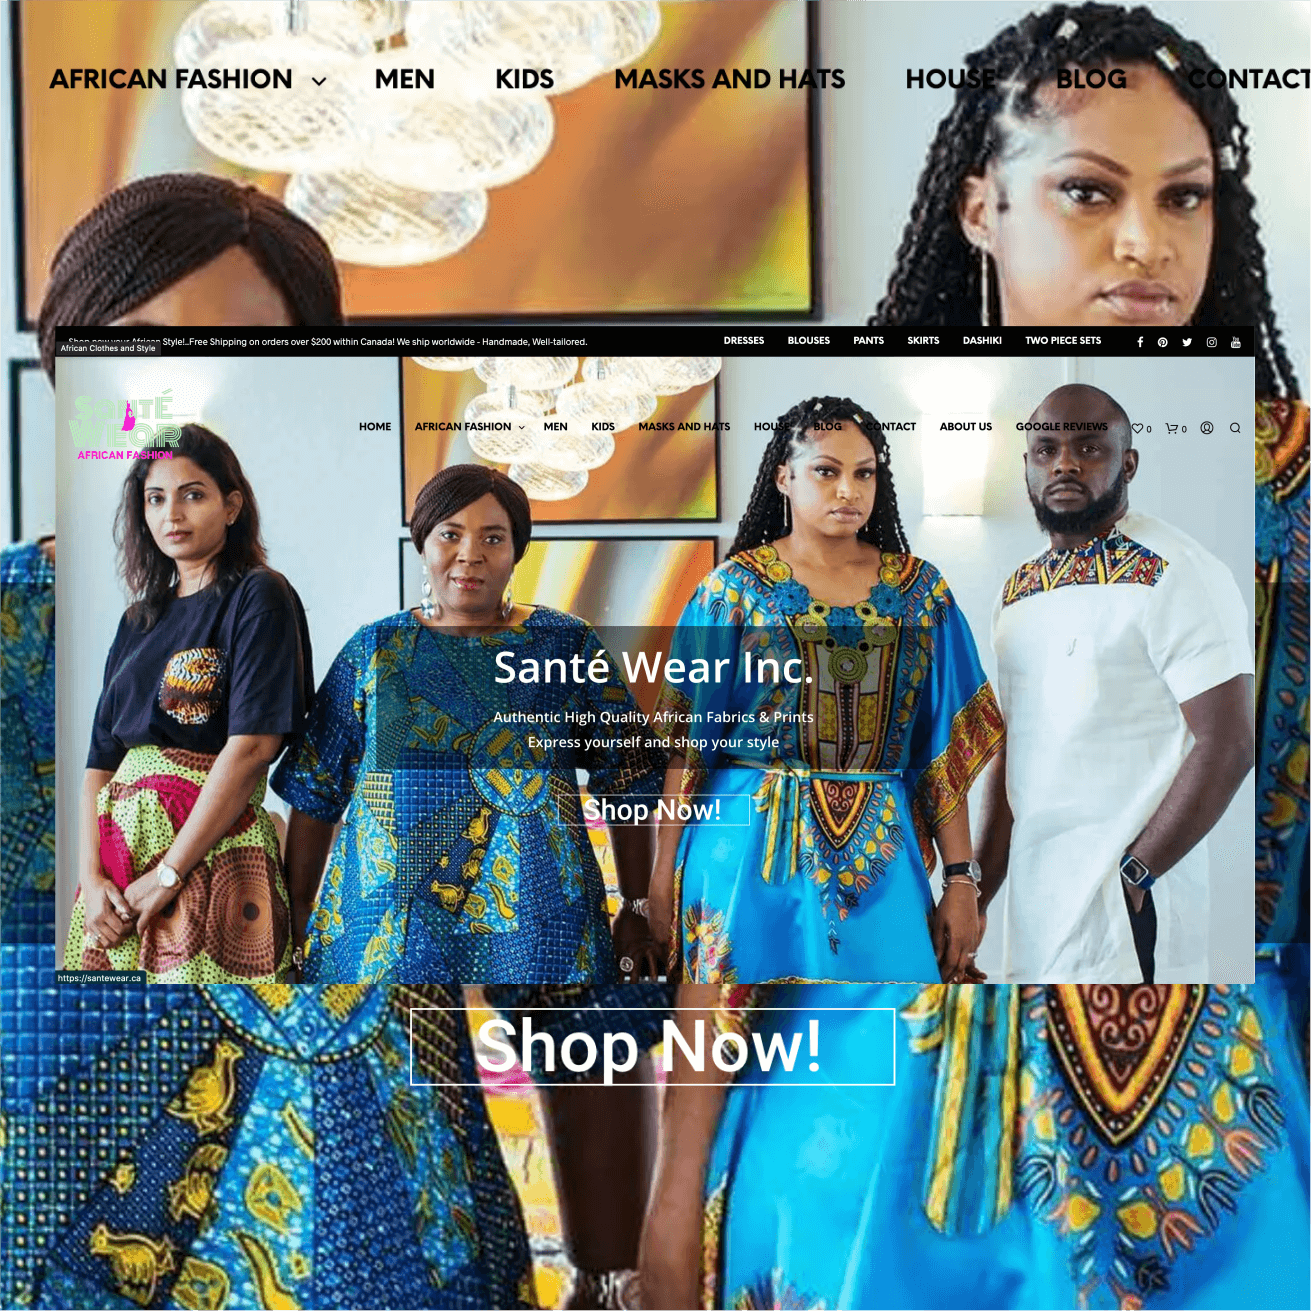 AFRICAN FASHION MEN KIDS MASKS AND HATS HOUSE BLOG CONTACT
Style!..Free Shipping on orders over $200 within Canada! We ship worldwide - Handmade, Well-tailored.
DRESSES BLOUSES PANTS SKIRTS DASHIKI TWO PIECE SETS
African Clothes and Style
SANTÉ
WEAR
AFRICAN FASHION
HOME AFRICAN FASHION MEN KIDS MASKS AND HATS HOUSE BLOG CONTACT ABOUT US GOOGLE REVIEWS 0 0
Santé Wear Inc.
Authentic High Quality African Fabrics & Prints
Express yourself and shop your style
Shop Now!
https://santewear.ca
Shop Now!